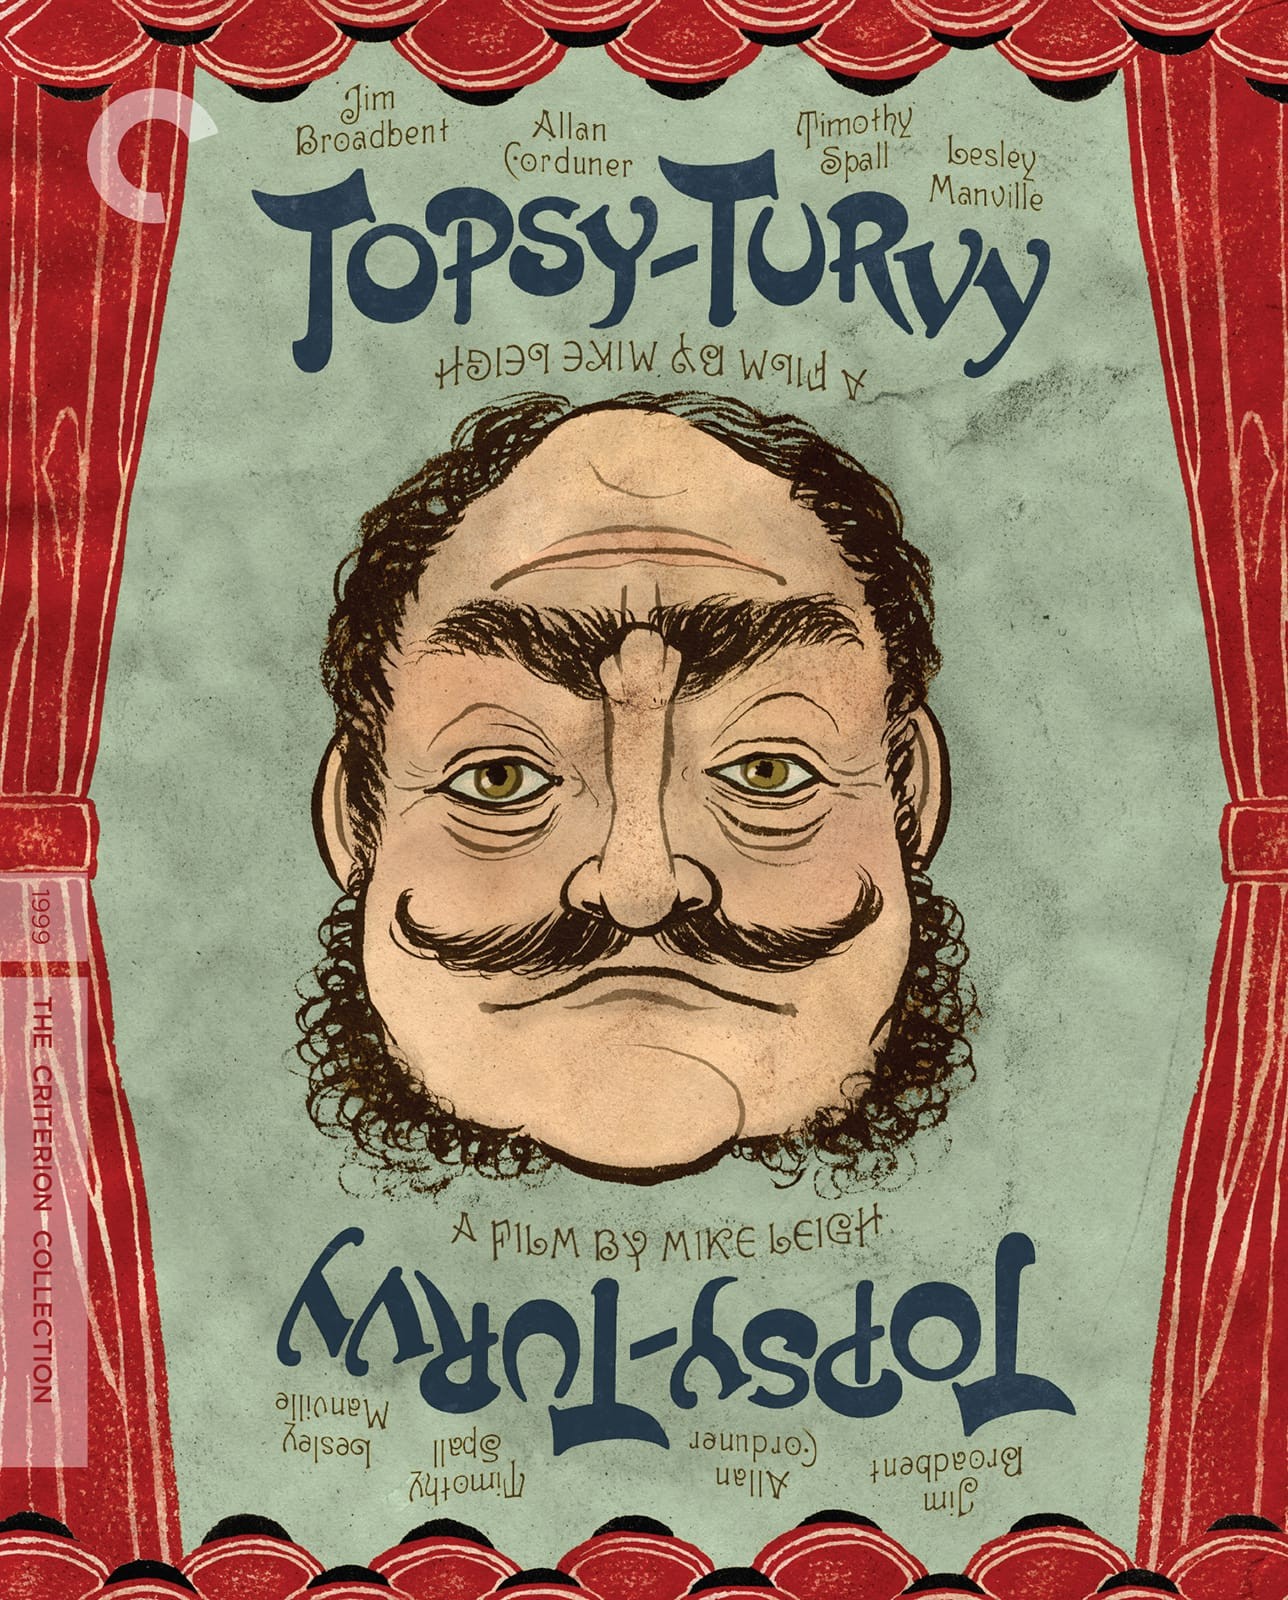 Jim
Broadbent
Allan
Corduner
Timothy
Spall
Lesley
Manville
TOPSY-TURVY
A FILM BY MIKE LEIGH
1999 THE CRITERION COLLECTION
A FILM BY MIKE LEIGH
TOPSY-TURVY
Jim
Broadbent
Allan
Corduner
Timothy
Spall
Lesley
Manville